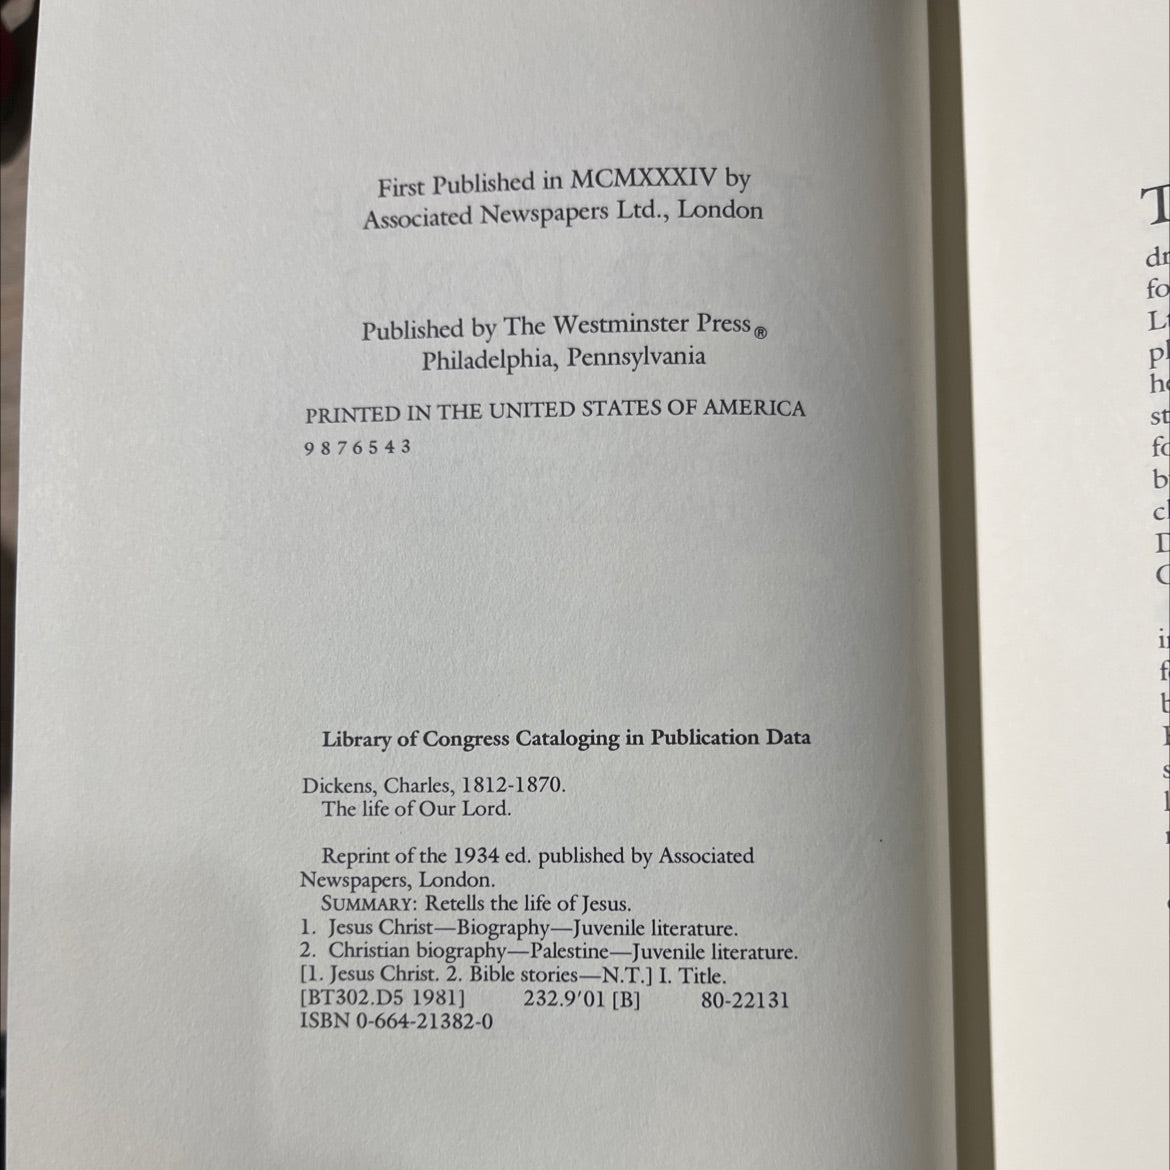 First Published in MCMXXXIV by
Associated Newspapers Ltd., London
Published by The Westminster Press®
Philadelphia, Pennsylvania
PRINTED IN THE UNITED STATES OF AMERICA
9 8 7 6 5 4 3
Library of Congress Cataloging in Publication Data
Dickens, Charles, 1812-1870.
The life of Our Lord.
Reprint of the 1934 ed. published by Associated
Newspapers, London.
SUMMARY: Retells the life of Jesus.
1. Jesus Christ—Biography—Juvenile literature.
2. Christian biography—Palestine—Juvenile literature.
[1. Jesus Christ. 2. Bible stories—N.T.] I. Title.
[BT302.D5 1981] 232.9′01 [B] 80-22131
ISBN 0-664-21382-0